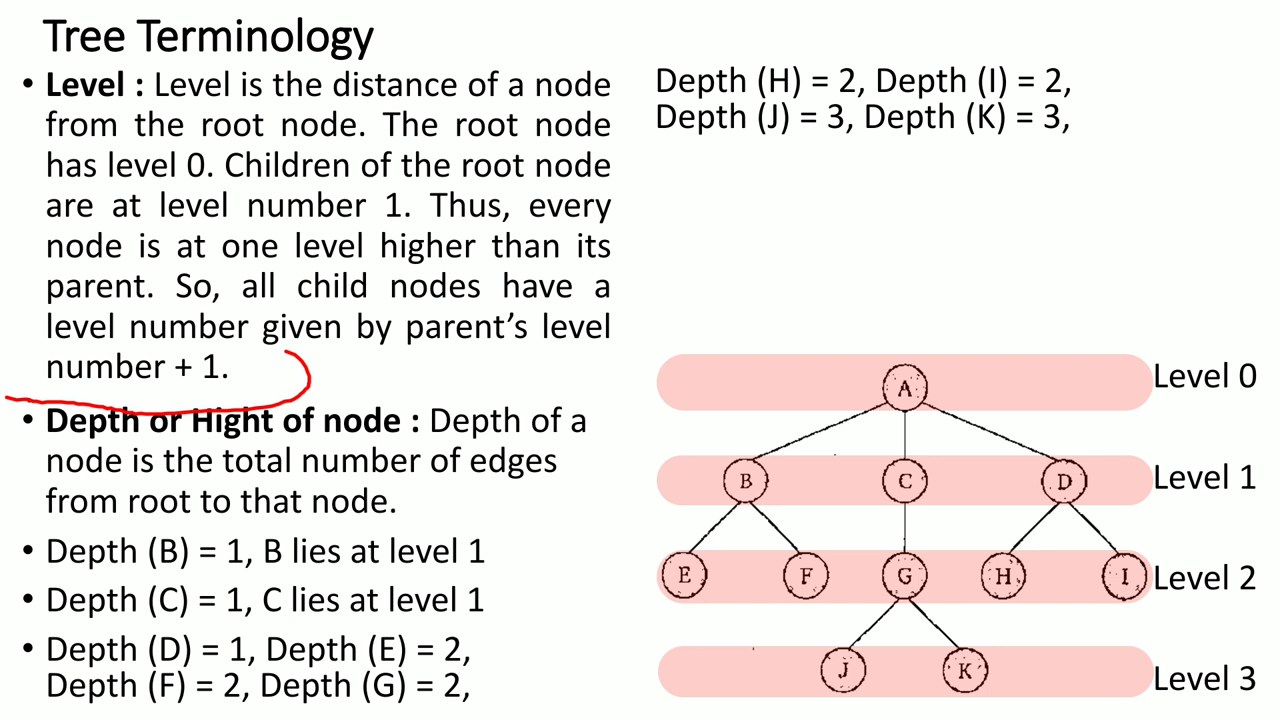 Tree Terminology
• Level : Level is the distance of a node
from the root node. The root node
has level 0. Children of the root node
are at level number 1. Thus, every
node is at one level higher than its
parent. So, all child nodes have a
level number given by parent's level
number + 1.
• Depth or Hight of node : Depth of a
node is the total number of edges
from root to that node.
• Depth (B) = 1, B lies at level 1
• Depth (C) = 1, C lies at level 1
• Depth (D) = 1, Depth (E) = 2,
Depth (F) = 2, Depth (G) = 2,
Depth (H) = 2, Depth (I) = 2,
Depth (J) = 3, Depth (K) = 3,
A Level 0
B C D Level 1
E F G H I Level 2
J K Level 3